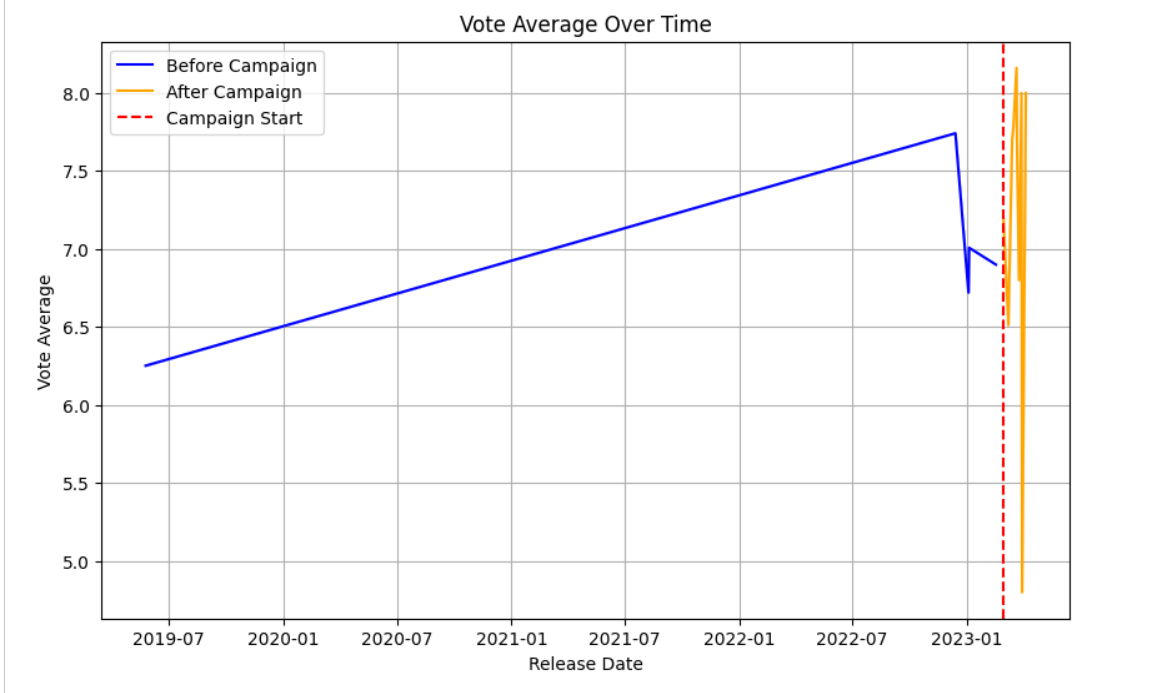 Vote Average Over Time
Before Campaign
After Campaign
Campaign Start
8.0
7.5
7.0
6.5
6.0
5.5
5.0
Vote Average
2019-07 2020-01 2020-07 2021-01 2021-07 2022-01 2022-07 2023-01
Release Date